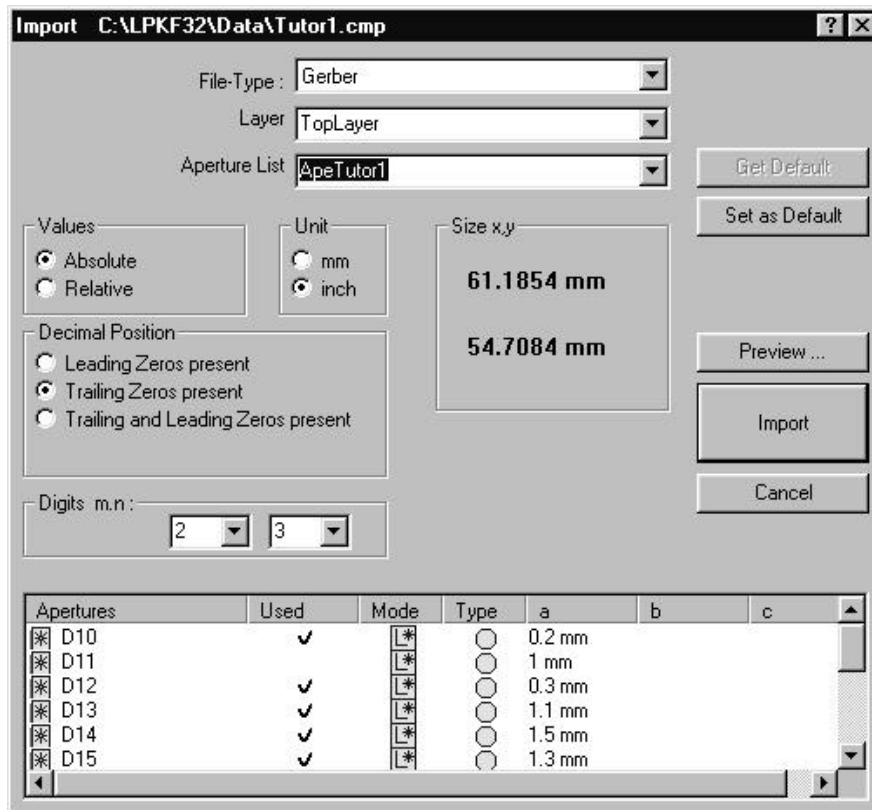 Import C:\LPKF32\Data\Tutor1.cmp
File-Type : Gerber
Layer TopLayer
Aperture List ApeTutor1
Get Default
Set as Default
Values
Absolute
Relative
Unit
mm
inch
Size x,y
61.1854 mm
54.7084 mm
Decimal Position
Leading Zeros present
Trailing Zeros present
Trailing and Leading Zeros present
Preview ...
Import
Cancel
Digits m.n :
2 3
Apertures Used Mode Type a b c
D10 0.2 mm
D11 1 mm
D12 0.3 mm
D13 1.1 mm
D14 1.5 mm
D15 1.3 mm